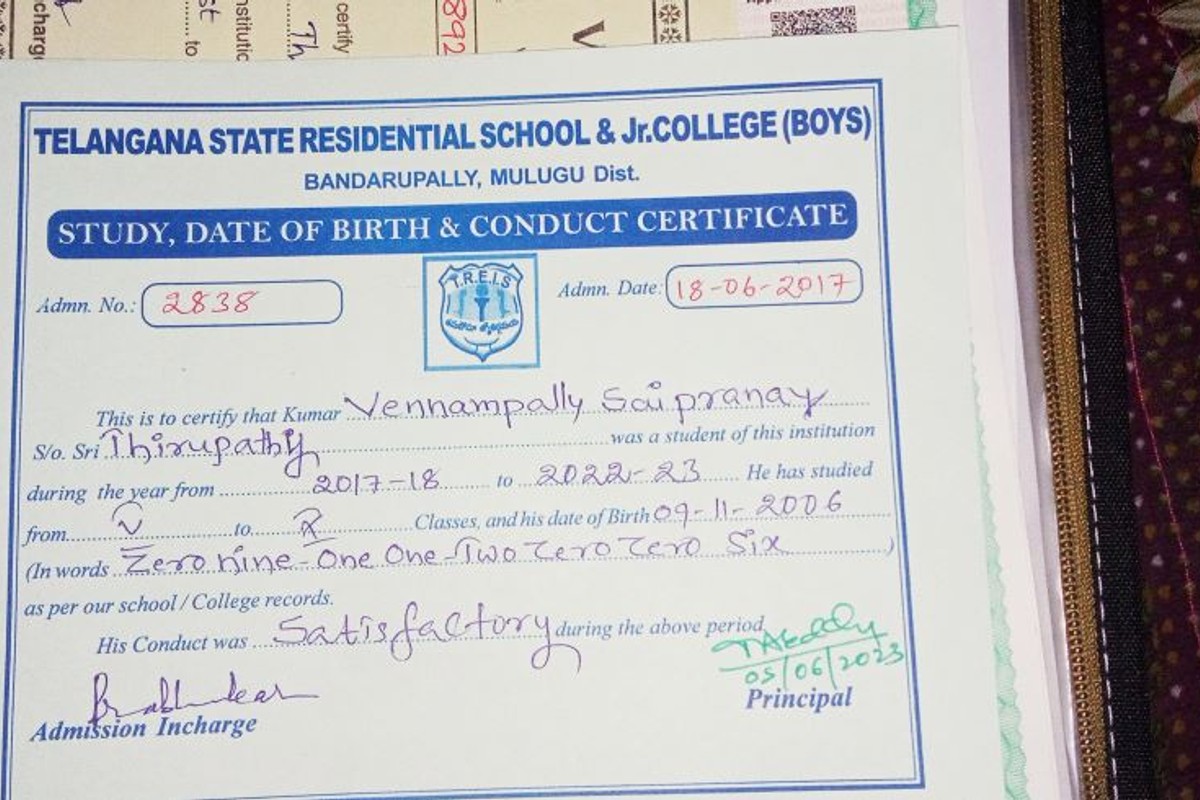 charge
st
to
institutio
Th
certify
892
V
TELANGANA STATE RESIDENTIAL SCHOOL & Jr.COLLEGE (BOYS)
BANDARUPALLY, MULUGU Dist.
STUDY, DATE OF BIRTH & CONDUCT CERTIFICATE
Admn. No.: 2838
T.R.E.I.S
Admn. Date: 18-06-2017
This is to certify that Kumar Vennampally Saipranay
S/o. Sri Thirupathy was a student of this institution
during the year from 2017-18 to 2022-23 He has studied
from V to X Classes, and his date of Birth 09-11-2006
(In words Zero nine-One One-Two Zero Zero Six)
as per our school / College records.
His Conduct was Satisfactory during the above period
Prabhakar
05/06/2023
Admission Incharge
Principal